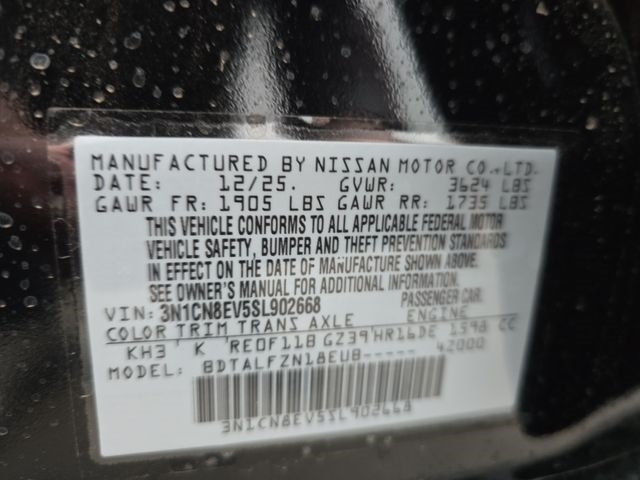 MANUFACTURED BY NISSAN MOTOR CO.,LTD.
DATE: 12/25. GVWR: 3624 LBS
GAWR FR: 1905 LBS GAWR RR: 1735 LBS
THIS VEHICLE CONFORMS TO ALL APPLICABLE FEDERAL MOTOR
VEHICLE SAFETY, BUMPER AND THEFT PREVENTION STANDARDS
IN EFFECT ON THE DATE OF MANUFACTURE SHOWN ABOVE.
SEE OWNER'S MANUAL FOR ADDITIONAL INFORMATION.
VIN: 3N1CN8EV5SL902668 PASSENGER CAR.
COLOR TRIM TRANS AXLE ENGINE
KH3 K RE0F11B GZ39 HR16DE 1598 CC
MODEL: BDTALFZN18EUB----- 42000
3N1CN8EV5SL902668